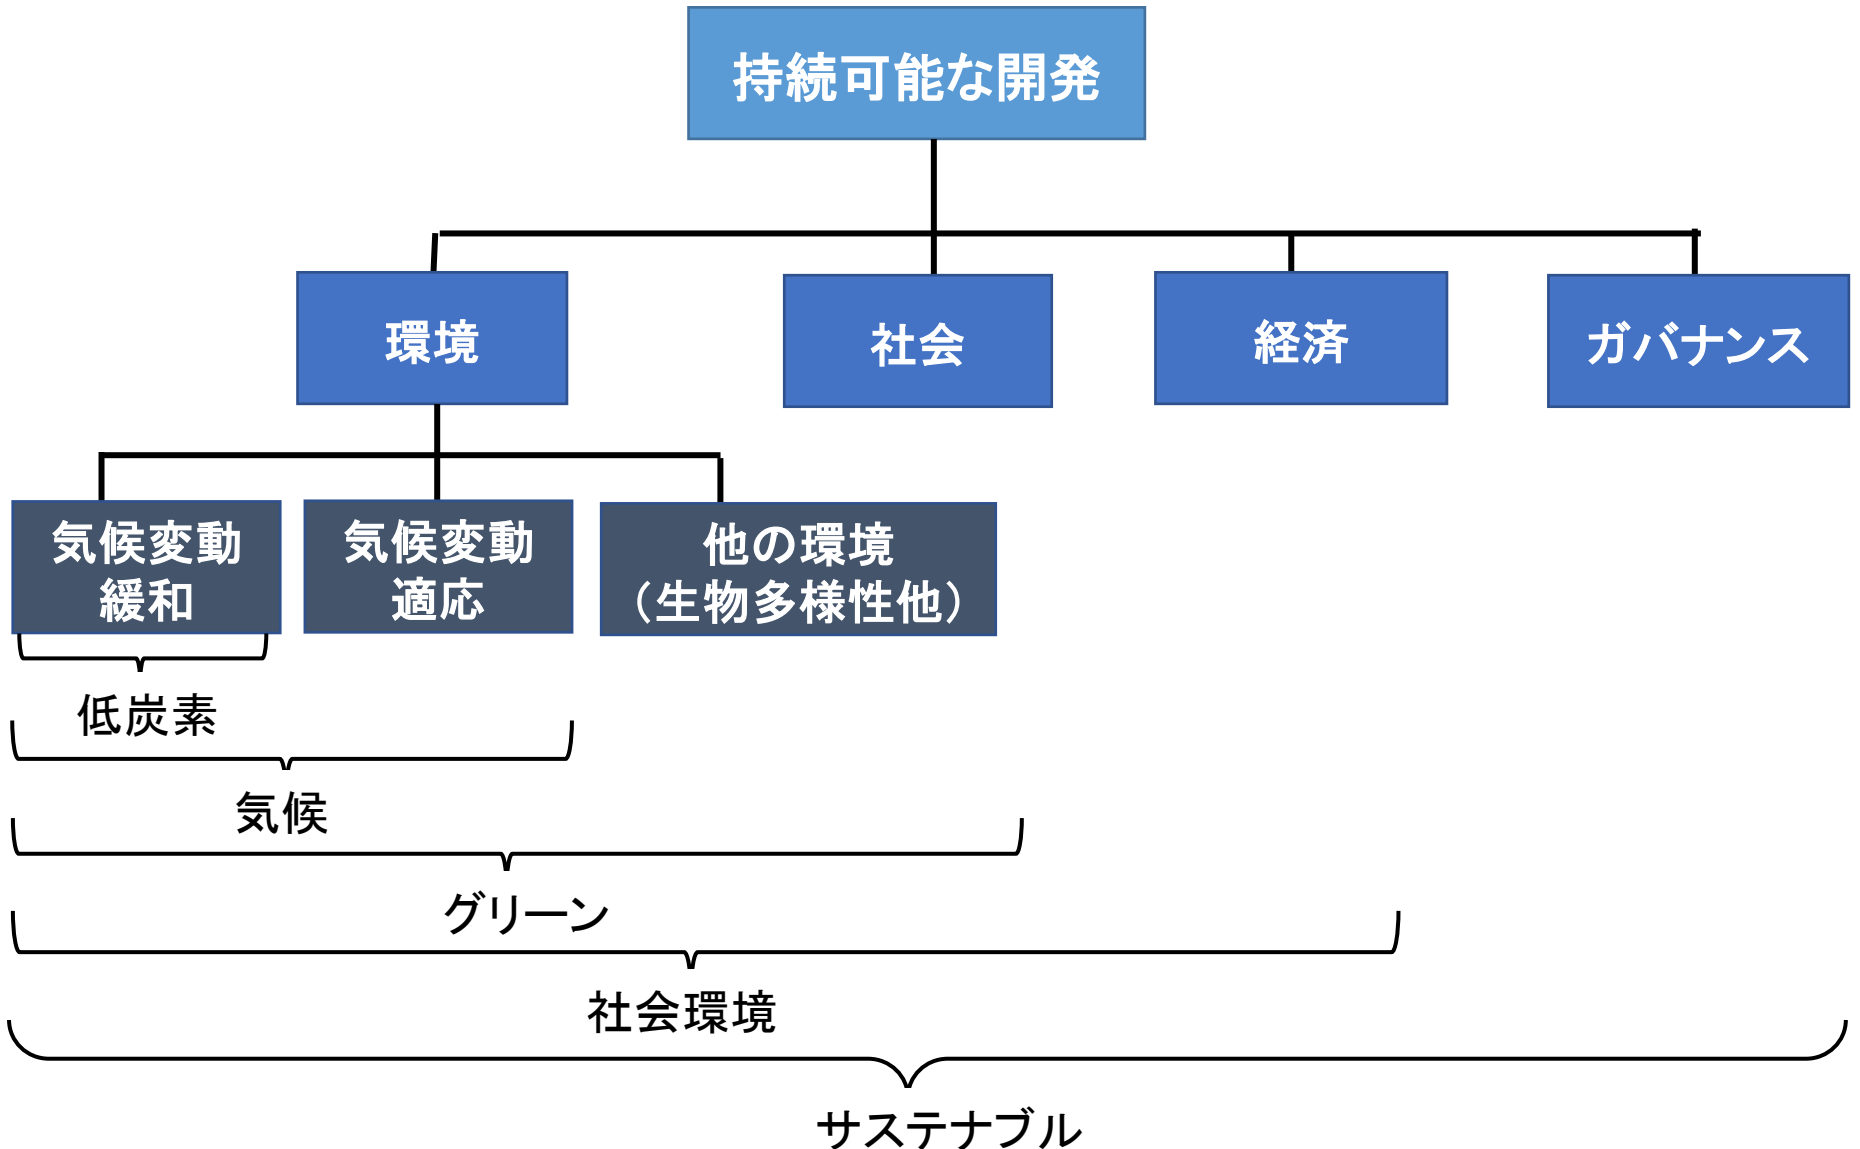 持続可能な開発
環境
社会
経済
ガバナンス
気候変動
緩和
気候変動
適応
他の環境
（生物多様性他）
低炭素
気候
グリーン
社会環境
サステナブル